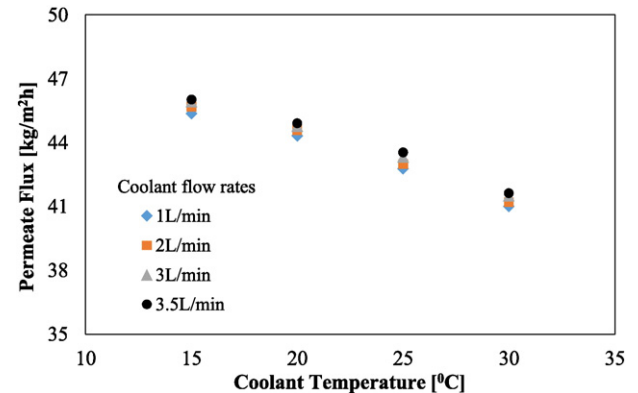 50
47
44
41
38
35
Permeate Flux [kg/m²h]
Coolant flow rates
1L/min
2L/min
3L/min
3.5L/min
10 15 20 25 30 35
Coolant Temperature [⁰C]